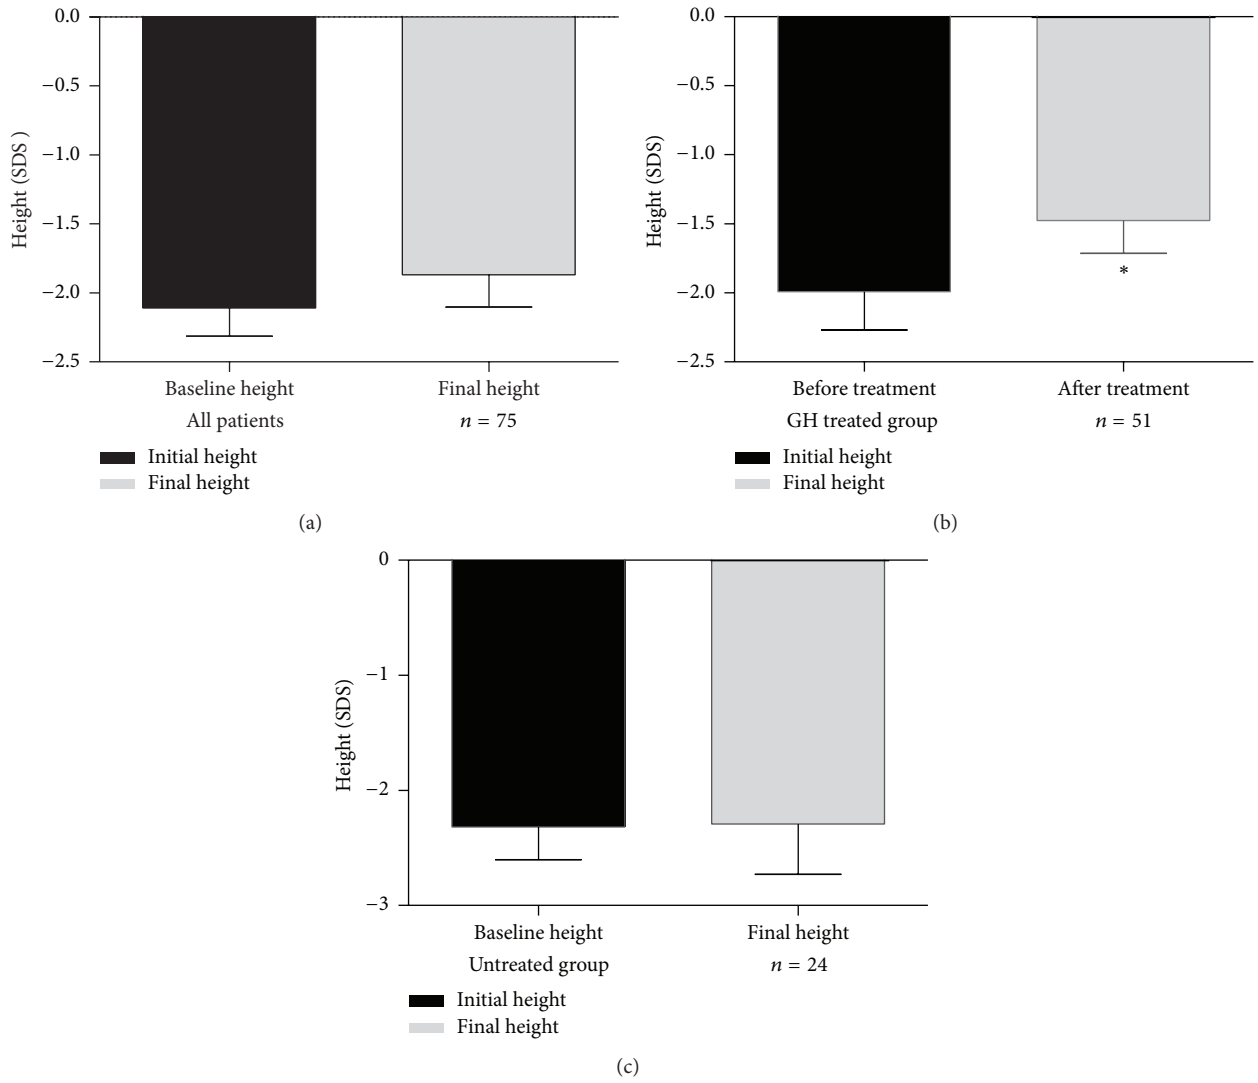 0.0
−0.5
−1.0
−1.5
−2.0
−2.5
Height (SDS )
Baseline height
Final height
All patients
n = 75
Initial height
Final height
(a)
0.0
−0.5
−1.0
−1.5
−2.0
−2.5
Height (SDS)
*
Before treatment
After treatment
GH treated group
n = 51
Initial height
Final height
(b)
0
−1
−2
−3
Height (SDS)
Baseline height
Final height
Untreated group
n = 24
Initial height
Final height
(c)